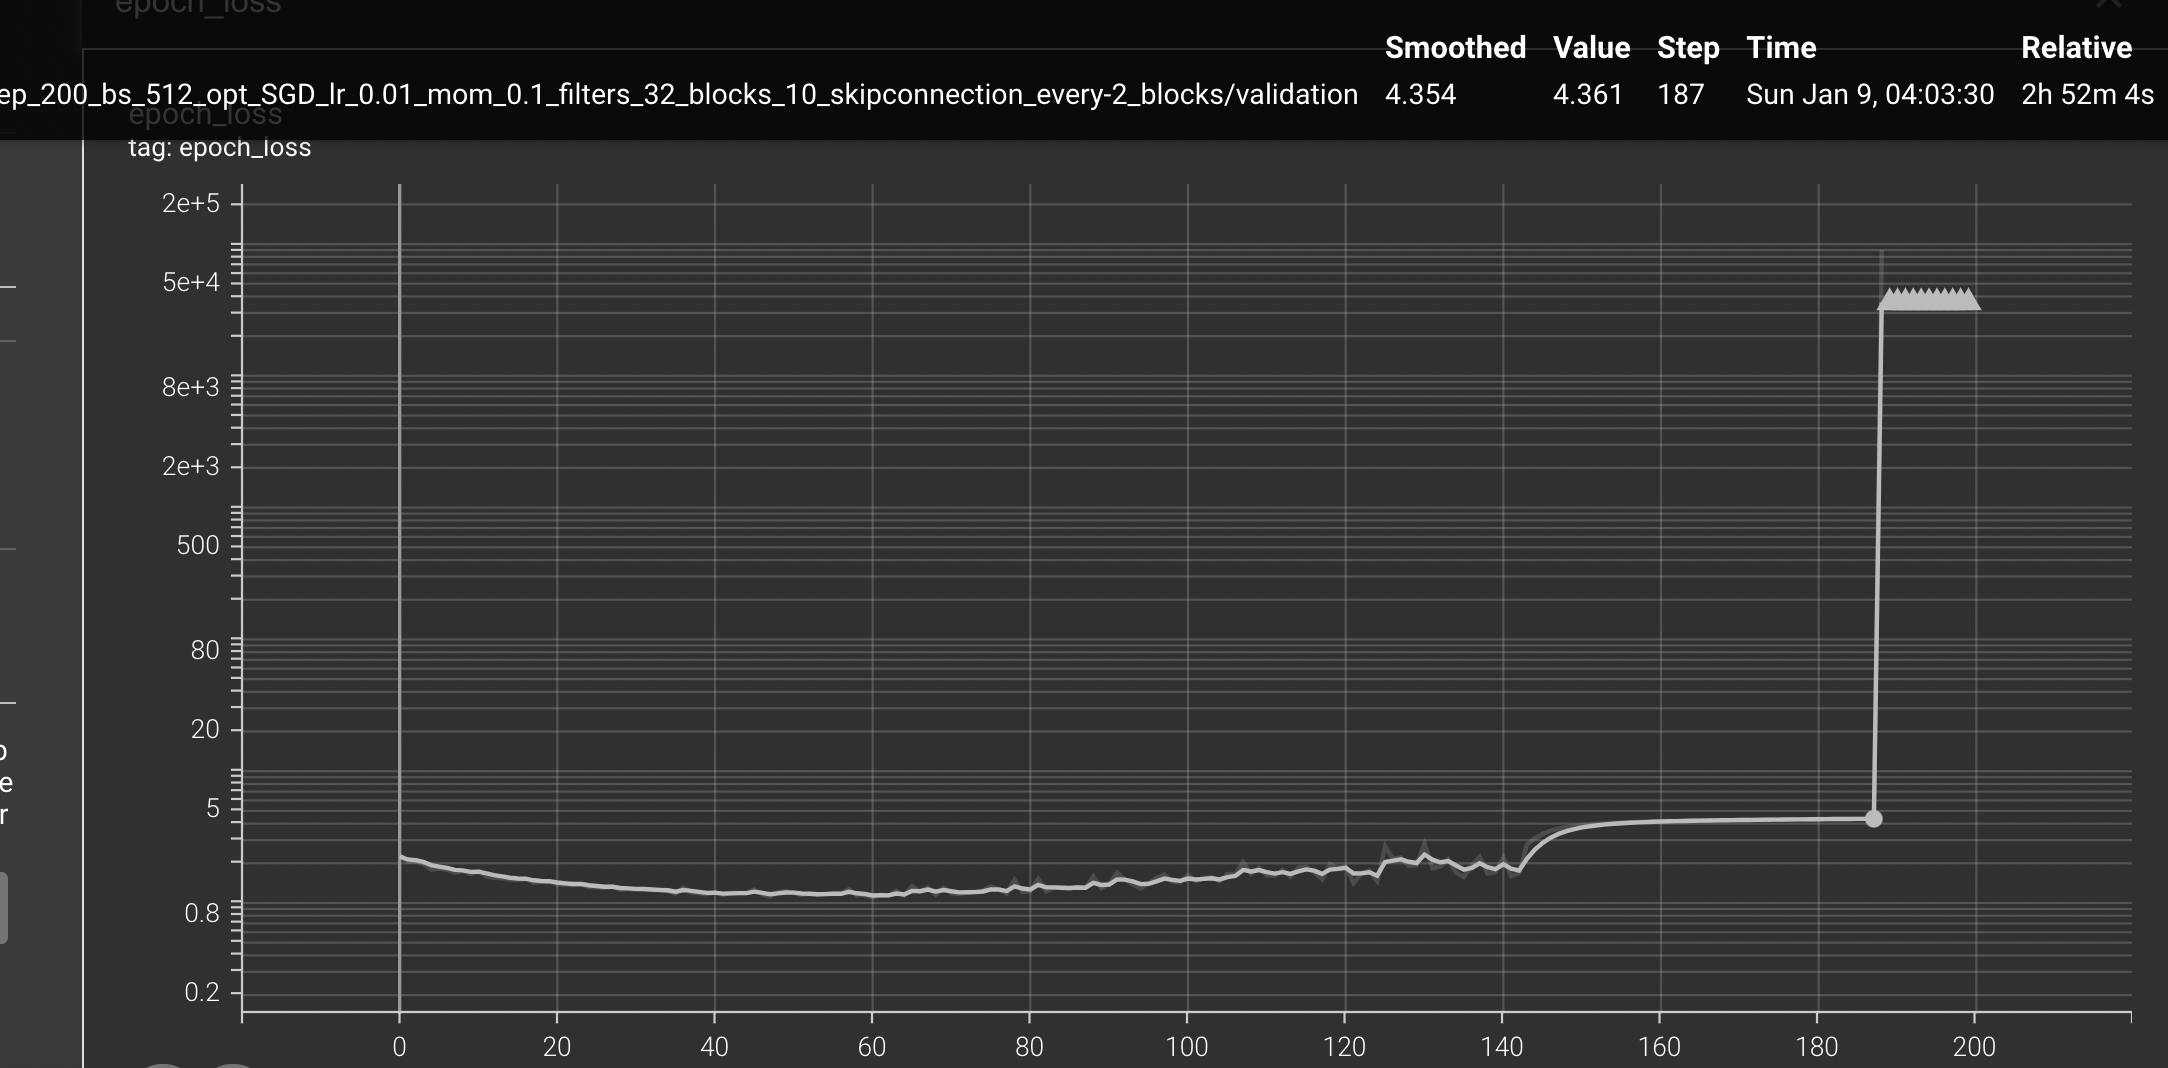 epoch_loss
Smoothed Value Step Time Relative
ep_200_bs_512_opt_SGD_lr_0.01_mom_0.1_filters_32_blocks_10_skipconnection_every-2_blocks/validation 4.354 4.361 187 Sun Jan 9, 04:03:30 2h 52m 4s
epoch_loss
tag: epoch_loss
2e+5
5e+4
8e+3
2e+3
500
80
20
5
0.8
0.2
e
r
0 20 40 60 80 100 120 140 160 180 200